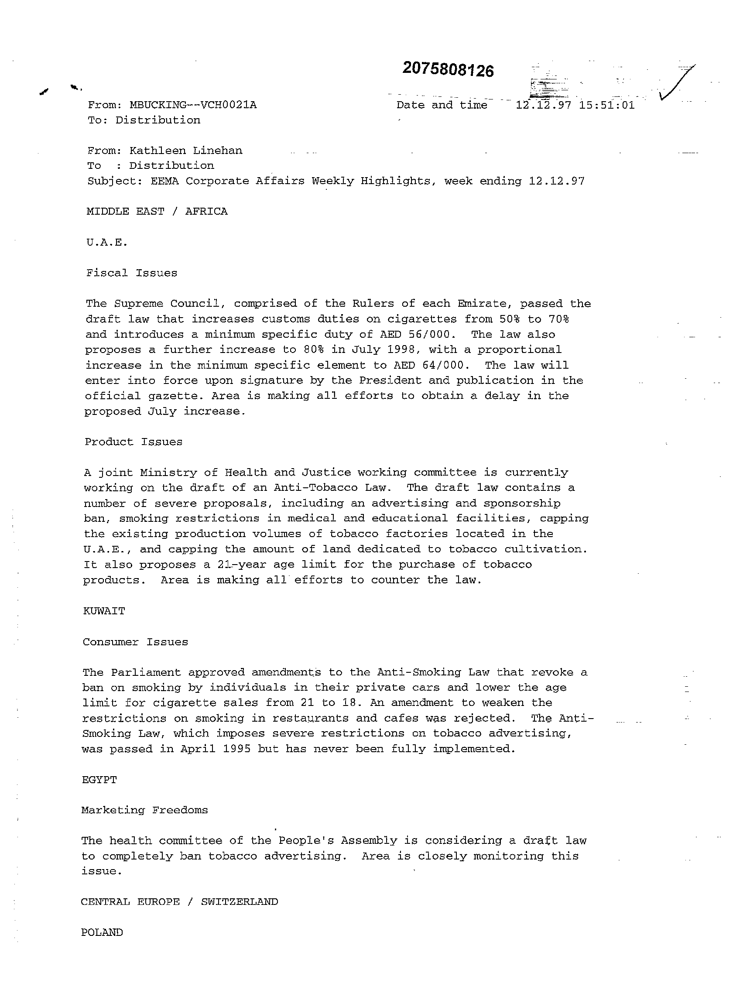 2075808126
From: MBUCKING--VCH0021A Date and time 12.12.97 15:51:01
To: Distribution
From: Kathleen Linehan
To : Distribution
Subject: EEMA Corporate Affairs Weekly Highlights, week ending 12.12.97
MIDDLE EAST / AFRICA
U.A.E.
Fiscal Issues
The Supreme Council, comprised of the Rulers of each Emirate, passed the
draft law that increases customs duties on cigarettes from 50% to 70%
and introduces a minimum specific duty of AED 56/000. The law also
proposes a further increase to 80% in July 1998, with a proportional
increase in the minimum specific element to AED 64/000. The law will
enter into force upon signature by the President and publication in the
official gazette. Area is making all efforts to obtain a delay in the
proposed July increase.
Product Issues
A joint Ministry of Health and Justice working committee is currently
working on the draft of an Anti-Tobacco Law. The draft law contains a
number of severe proposals, including an advertising and sponsorship
ban, smoking restrictions in medical and educational facilities, capping
the existing production volumes of tobacco factories located in the
U.A.E., and capping the amount of land dedicated to tobacco cultivation.
It also proposes a 21-year age limit for the purchase of tobacco
products. Area is making all efforts to counter the law.
KUWAIT
Consumer Issues
The Parliament approved amendments to the Anti-Smoking Law that revoke a
ban on smoking by individuals in their private cars and lower the age
limit for cigarette sales from 21 to 18. An amendment to weaken the
restrictions on smoking in restaurants and cafes was rejected. The Anti-
Smoking Law, which imposes severe restrictions on tobacco advertising,
was passed in April 1995 but has never been fully implemented.
EGYPT
Marketing Freedoms
The health committee of the People's Assembly is considering a draft law
to completely ban tobacco advertising. Area is closely monitoring this
issue.
CENTRAL EUROPE / SWITZERLAND
POLAND